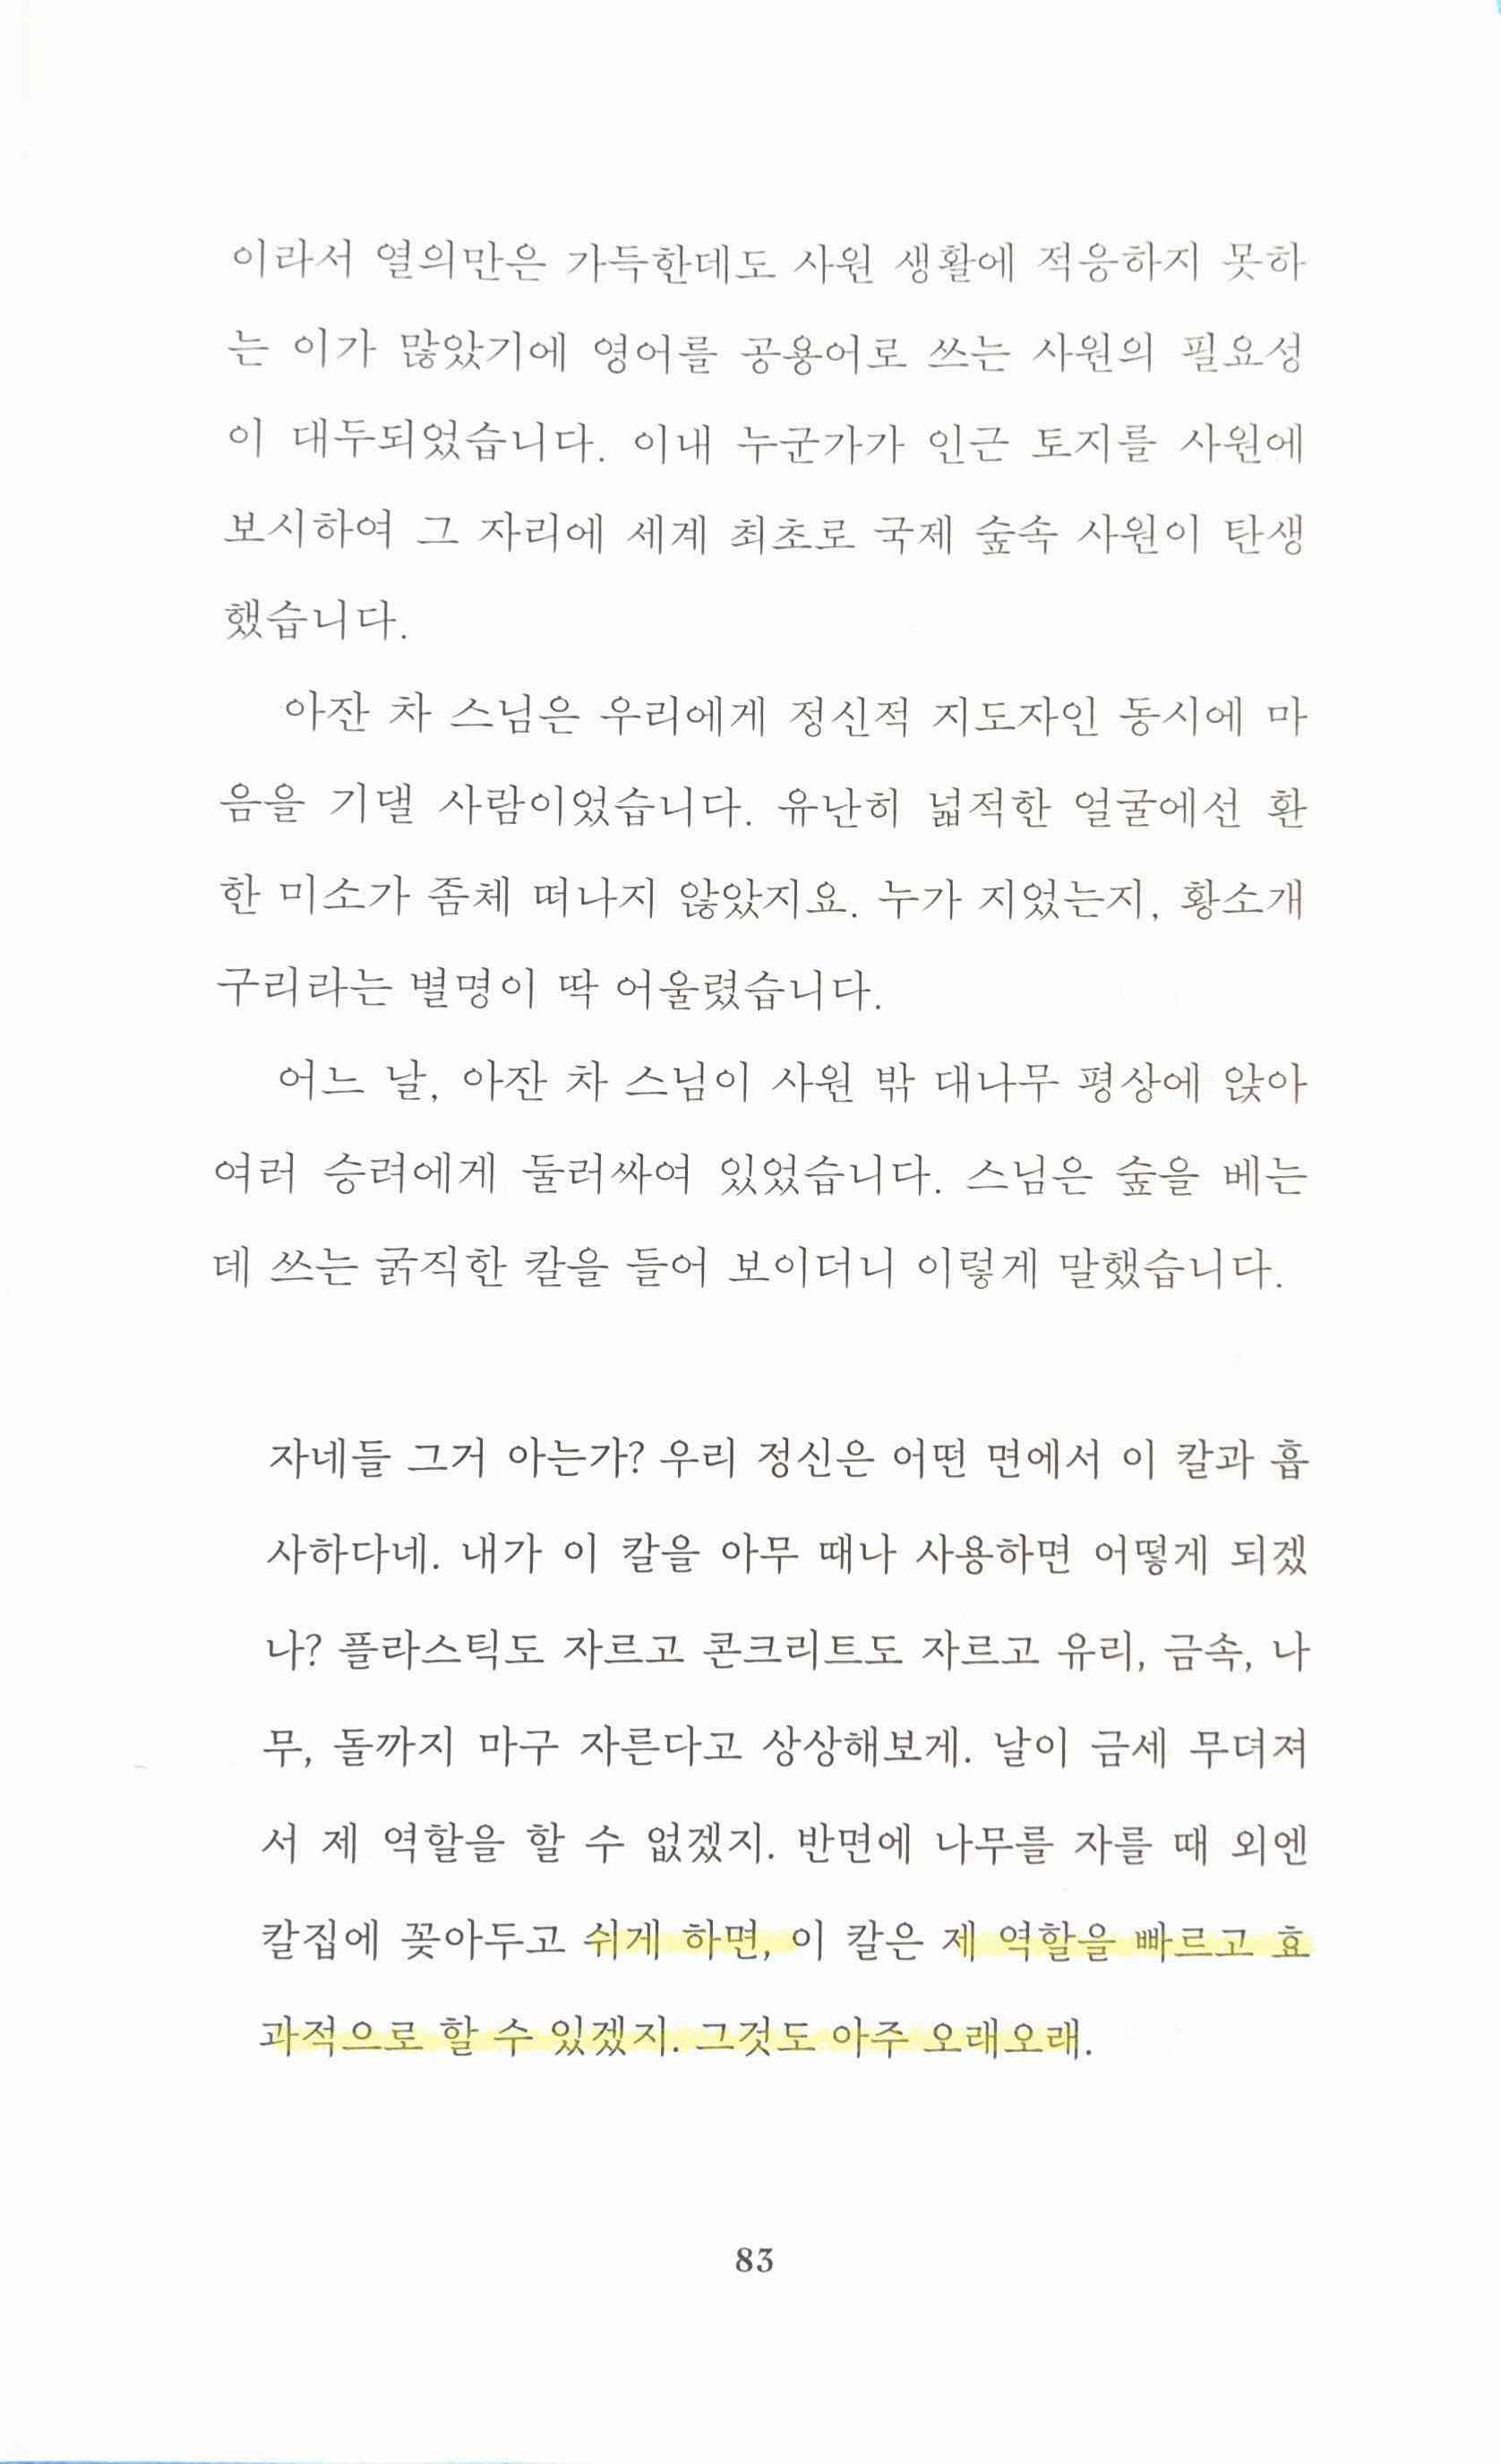 이라서 열의만은 가득한데도 사원 생활에 적응하지 못하
는 이가 많았기에 영어를 공용어로 쓰는 사원의 필요성
이 대두되었습니다. 이내 누군가가 인근 토지를 사원에
보시하여 그 자리에 세계 최초로 국제 숲속 사원이 탄생
했습니다.
아잔 차 스님은 우리에게 정신적 지도자인 동시에 마
음을 기댈 사람이었습니다. 유난히 넓적한 얼굴에선 환
한 미소가 좀체 떠나지 않았지요. 누가 지었는지, 황소개
구리라는 별명이 딱 어울렸습니다.
어느 날, 아잔 차 스님이 사원 밖 대나무 평상에 앉아
여러 승려에게 둘러싸여 있었습니다. 스님은 숲을 베는
데 쓰는 굵직한 칼을 들어 보이더니 이렇게 말했습니다.
자네들 그거 아는가? 우리 정신은 어떤 면에서 이 칼과 흡
사하다네. 내가 이 칼을 아무 때나 사용하면 어떻게 되겠
나? 플라스틱도 자르고 콘크리트도 자르고 유리, 금속, 나
무, 돌까지 마구 자른다고 상상해보게. 날이 금세 무뎌져
서 제 역할을 할 수 없겠지. 반면에 나무를 자를 때 외엔
칼집에 꽂아두고 쉬게 하면, 이 칼은 제 역할을 빠르고 효
과적으로 할 수 있겠지. 그것도 아주 오래오래.
83